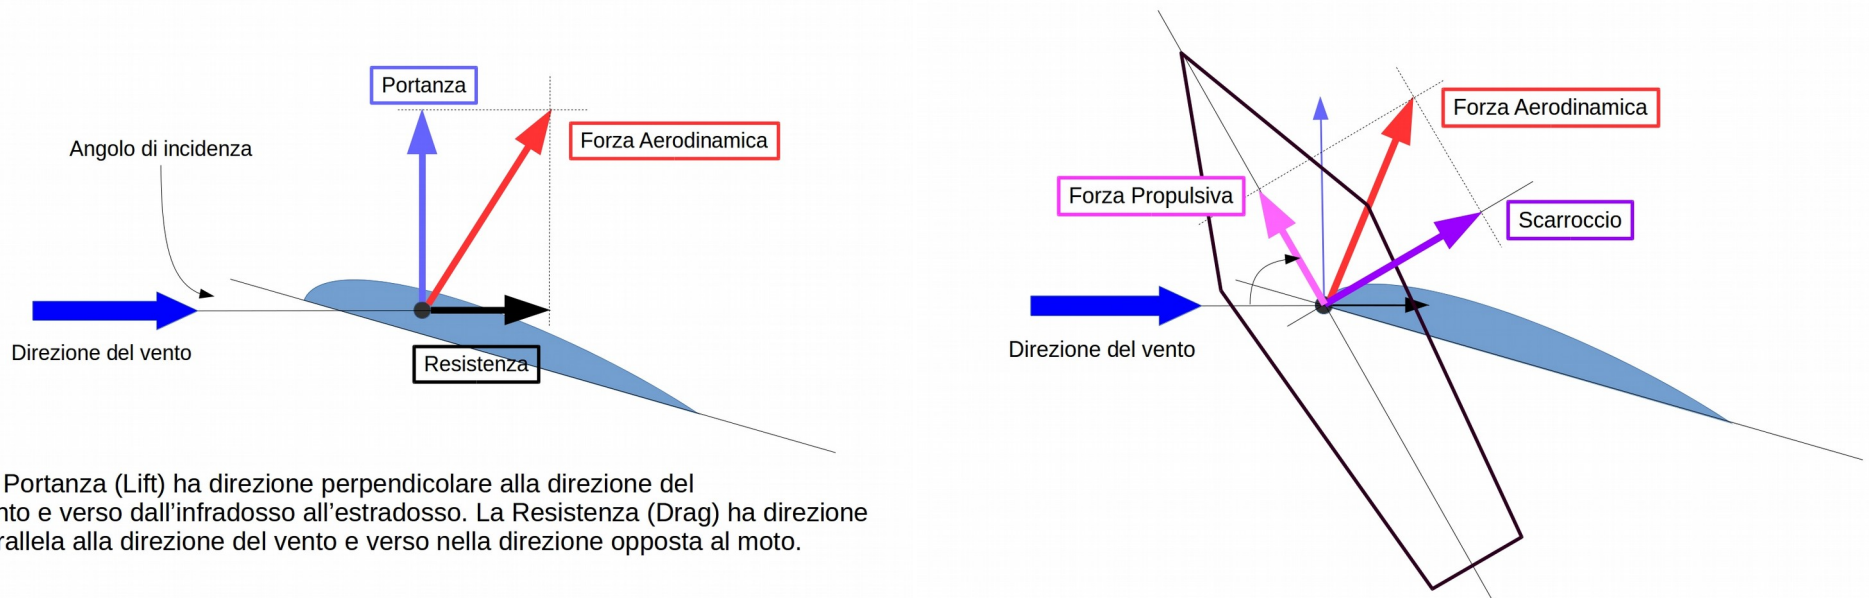 Portanza
Forza Aerodinamica
Angolo di incidenza
Direzione del vento
Resistenza
Portanza (Lift) ha direzione perpendicolare alla direzione del
nto e verso dall’infradosso all’estradosso. La Resistenza (Drag) ha direzione
rallela alla direzione del vento e verso nella direzione opposta al moto.
Forza Aerodinamica
Forza Propulsiva
Scarroccio
Direzione del vento